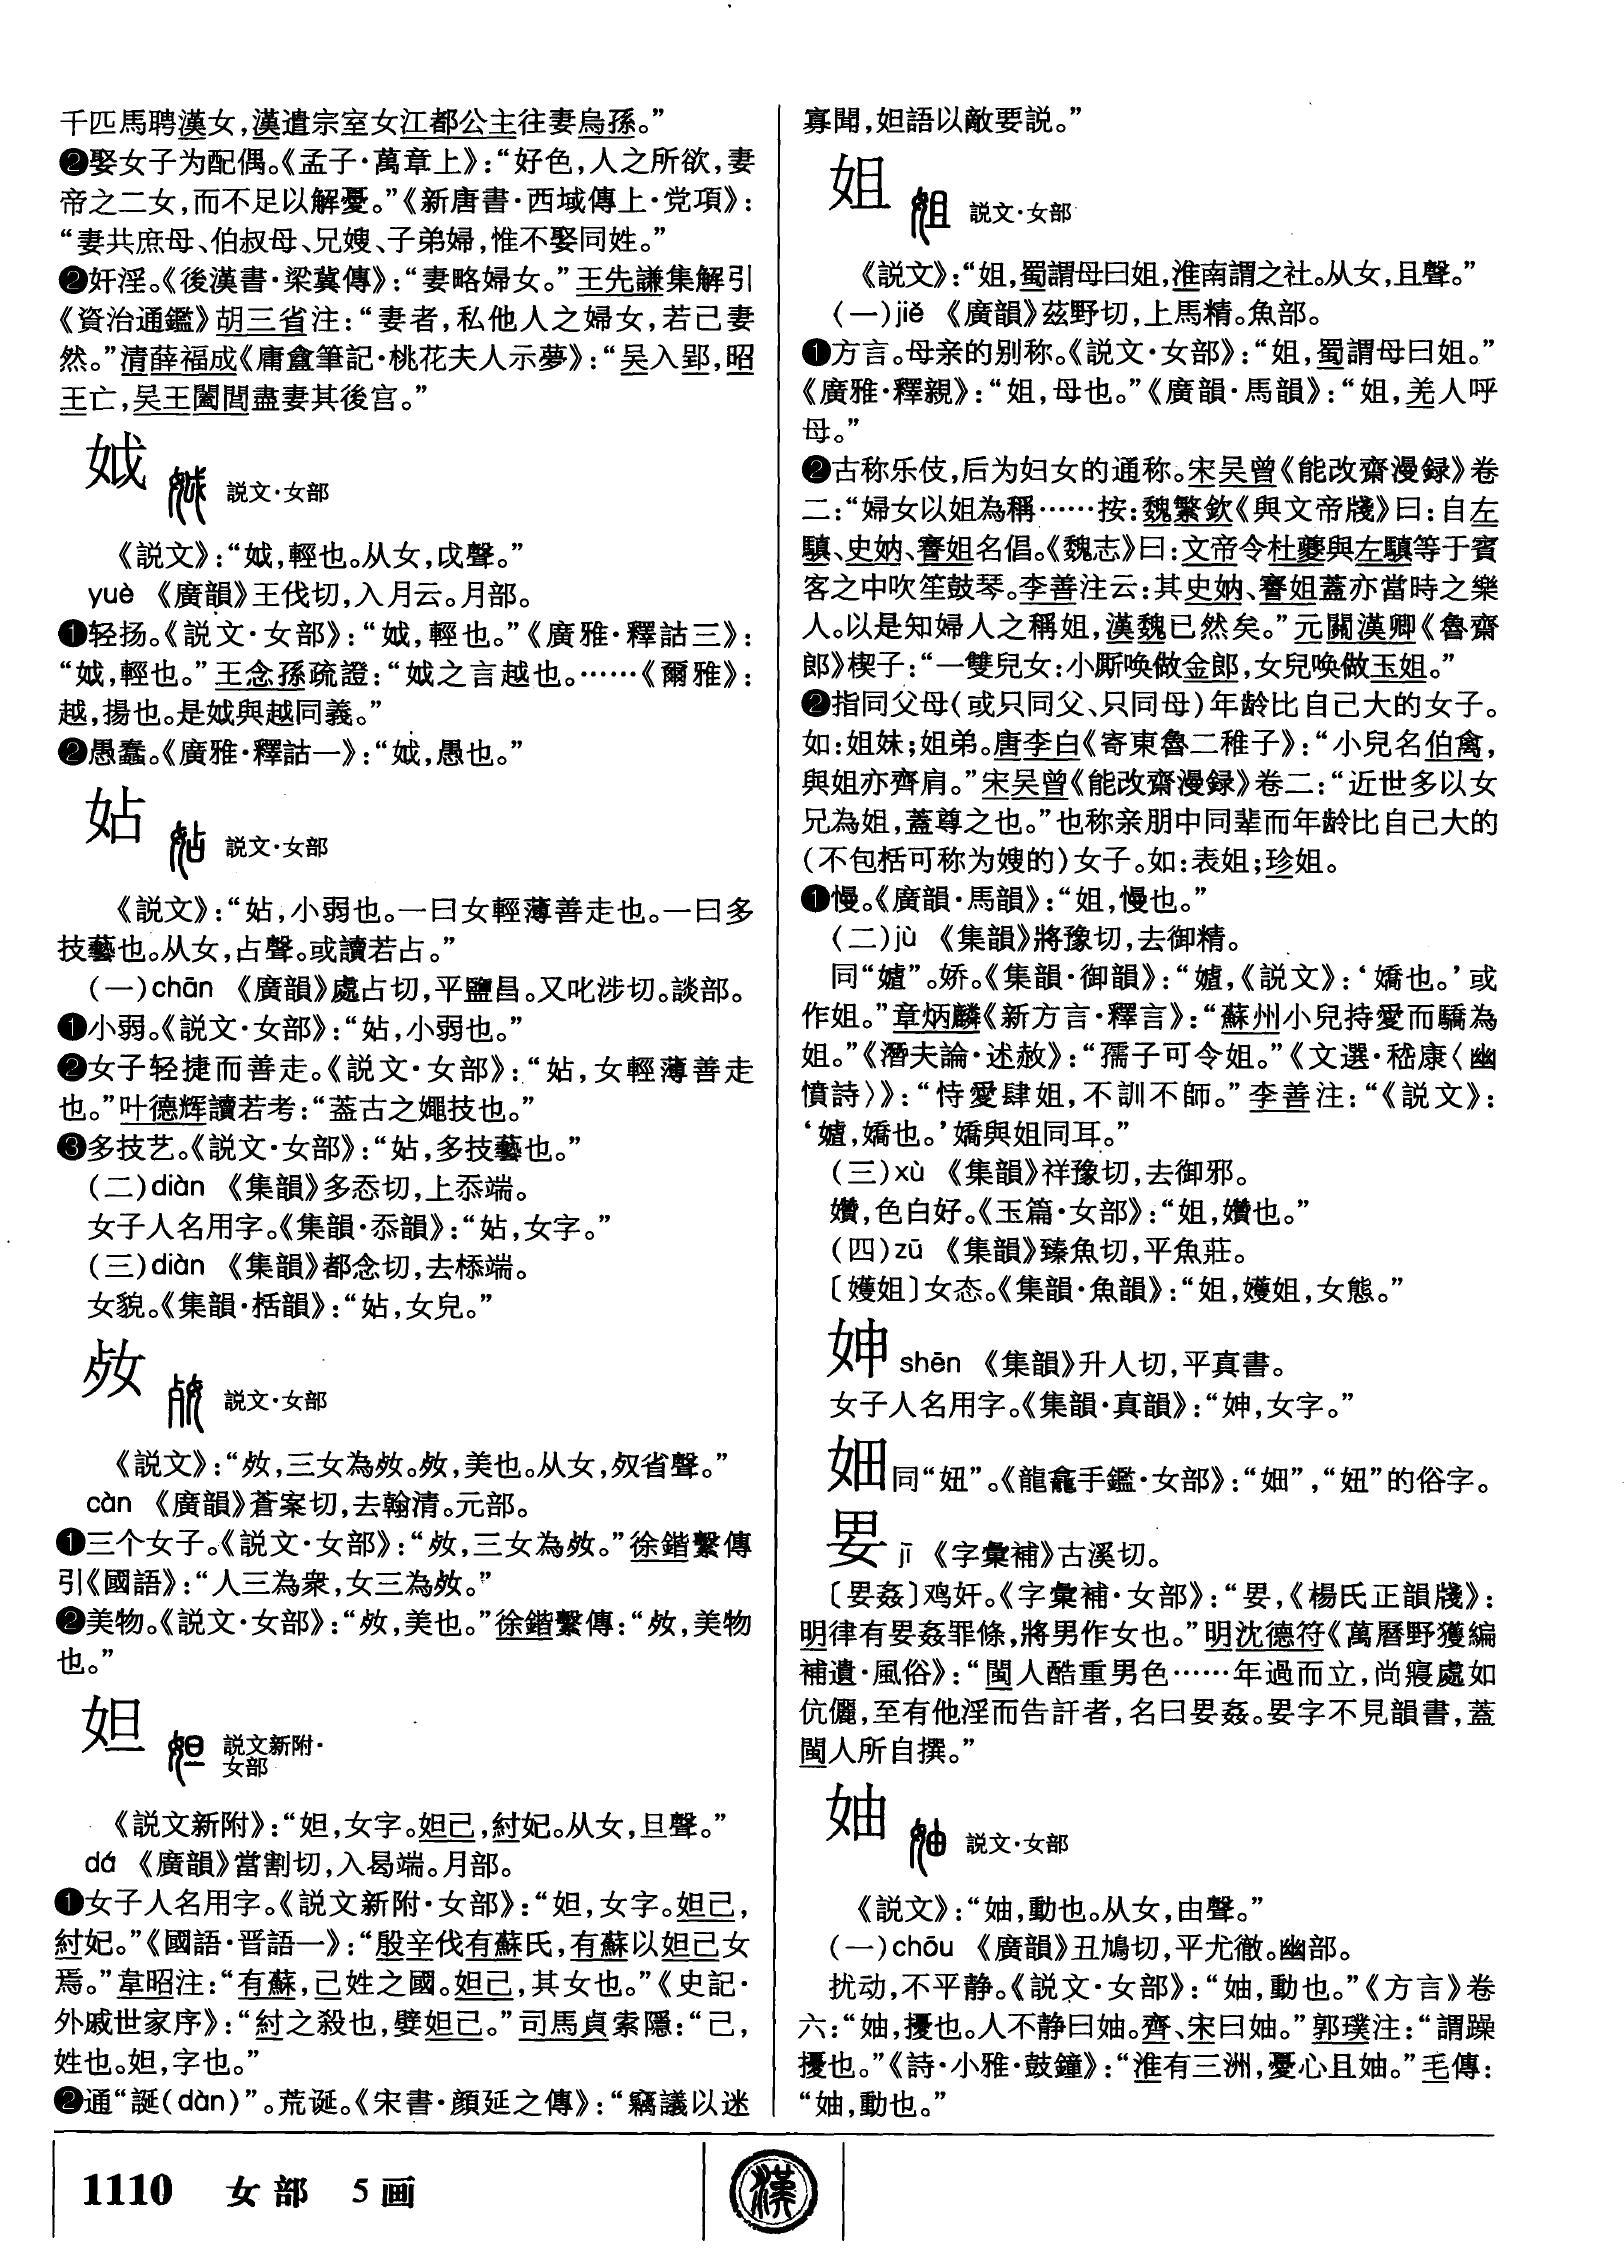 千匹馬聘漢女，漢遣宗室女江都公主往妻烏孫。”
❷娶女子为配偶。《孟子·萬章上》：“好色，人之所欲，妻
帝之二女，而不足以解憂。”《新唐書·西域傳上·党項》：
“妻共庶母、伯叔母、兄嫂、子弟婦，惟不娶同姓。”
❷奸淫。《後漢書·梁冀傳》：“妻略婦女。”王先謙集解引
《資治通鑑》胡三省注：“妻者，私他人之婦女，若己妻
然。”清薛福成《庸盦筆記·桃花夫人示夢》：“吴入郢，昭
王亡，吴王闔閭盡妻其後宫。”
娍 説文·女部
《説文》：“㚰，輕也。从女，戉聲。”
yuè 《廣韻》王伐切，入月云。月部。
❶轻扬。《説文·女部》：“㚰，輕也。”《廣雅·釋詁三》：
“㚰，輕也。”王念孫疏證：“㚰之言越也。……《爾雅》：
越，揚也。是㚰與越同義。”
❷愚蠢。《廣雅·釋詁一》：“㚰，愚也。”
姑 説文·女部
《説文》：“姑，小弱也。一曰女輕薄善走也。一曰多
技藝也。从女，占聲。或讀若占。”
(一)chān 《廣韻》處占切，平鹽昌。又叱涉切。談部。
❶小弱。《説文·女部》：“㚲，小弱也。”
❷女子轻捷而善走。《説文·女部》：“㚲，女輕薄善走
也。”叶德辉讀若考：“葢古之㜲技也。”
❸多技艺。《説文·女部》：“㚲，多技藝也。”
(二)diàn 《集韻》多忝切，上忝端。
女子人名用字。《集韻·忝韻》：“㚲，女字。”
(三)diàn 《集韻》都念切，去㮇端。
女貌。《集韻·栝韻》：“㚲，女皃。”
㚣 説文·女部
《説文》：“㚣，三女為㚣。㚣，美也。从女，𣦼省聲。”
càn 《廣韻》蒼案切，去翰清。元部。
❶三个女子。《説文·女部》：“㚣，三女為㚣。”徐鍇繫傳
引《國語》：“人三為衆，女三為㚣。”
❷美物。《説文·女部》：“㚣，美也。”徐鍇繫傳：“㚣，美物
也。”
妲 説文新附·
女部
《説文新附》：“妲，女字。妲己，紂妃。从女，旦聲。”
dá 《廣韻》當割切，入曷端。月部。
❶女子人名用字。《説文新附·女部》：“妲，女字。妲己，
紂妃。”《國語·晋語一》：“殷辛伐有蘇氏，有蘇以妲己女
焉。”韋昭注：“有蘇，己姓之國。妲己，其女也。”《史記·
外戚世家序》：“紂之殺也，嬖妲己。”司馬貞索隱：“己，
姓也。妲，字也。”
❷通“誕(dàn)”。荒诞。《宋書·顔延之傳》：“竊議以迷
寡聞，妲語以敵要説。”
姐 説文·女部
《説文》：“姐，蜀謂母曰姐，淮南謂之社。从女，且聲。”
(一)jiě 《廣韻》茲野切，上馬精。魚部。
❶方言。母亲的别称。《説文·女部》：“姐，蜀謂母曰姐。”
《廣雅·釋親》：“姐，母也。”《廣韻·馬韻》：“姐，羌人呼
母。”
❷古称乐伎，后为妇女的通称。宋吴曾《能改齋漫録》卷
二：“婦女以姐為稱……按：魏繁欽《與文帝牋》曰：自左
䮍、史妠、謇姐名倡。《魏志》曰：文帝令杜夔與左䮍等于賓
客之中吹笙鼓琴。李善注云：其史妠、謇姐蓋亦當時之樂
人。以是知婦人之稱姐，漢魏已然矣。”元關漢卿《魯齋
郎》楔子：“一雙兒女：小厮唤做金郎，女兒唤做玉姐。”
❷指同父母(或只同父、只同母)年龄比自己大的女子。
如：姐妹；姐弟。唐李白《寄東魯二稚子》：“小兒名伯禽，
與姐亦齊肩。”宋吴曾《能改齋漫録》卷二：“近世多以女
兄為姐，蓋尊之也。”也称亲朋中同辈而年龄比自己大的
(不包括可称为嫂的)女子。如：表姐；珍姐。
❶慢。《廣韻·馬韻》：“姐，慢也。”
(二)jù 《集韻》將豫切，去御精。
同“㜘”。娇。《集韻·御韻》：“㜘，《説文》：‘嬌也。’或
作姐。”章炳麟《新方言·釋言》：“蘇州小兒持愛而驕為
姐。”《潛夫論·述赦》：“孺子可令姐。”《文選·嵇康〈幽
憤詩〉》：“恃愛肆姐，不訓不師。”李善注：“《説文》：
‘㜘，嬌也。’嬌與姐同耳。”
(三)xù 《集韻》祥豫切，去御邪。
㜺，色白好。《玉篇·女部》：“姐，㜺也。”
(四)zū 《集韻》臻魚切，平魚莊。
〔嬳姐〕女态。《集韻·魚韻》：“姐，嬳姐，女態。”
妽 shēn 《集韻》升人切，平真書。
女子人名用字。《集韻·真韻》：“妽，女字。”
㚼同“妞”。《龍龕手鑑·女部》：“㚼”，“妞”的俗字。
㚻 jī 《字彙補》古溪切。
〔㚻姦〕鸡奸。《字彙補·女部》：“㚻，《楊氏正韻牋》：
明律有㚻姦罪條，將男作女也。”明沈德符《萬曆野獲編
補遺·風俗》：“閩人酷重男色……年過而立，尚寢處如
伉儷，至有他淫而告訐者，名曰㚻姦。㚻字不見韻書，蓋
閩人所自撰。”
妯 説文·女部
《説文》：“妯，動也。从女，由聲。”
(一)chōu 《廣韻》丑鳩切，平尤徹。幽部。
扰动，不平静。《説文·女部》：“妯，動也。”《方言》卷
六：“妯，擾也。人不静曰妯。齊、宋曰妯。”郭璞注：“謂躁
擾也。”《詩·小雅·鼓鐘》：“淮有三洲，憂心且妯。”毛傳：
“妯，動也。”
1110 女部 5画
漢